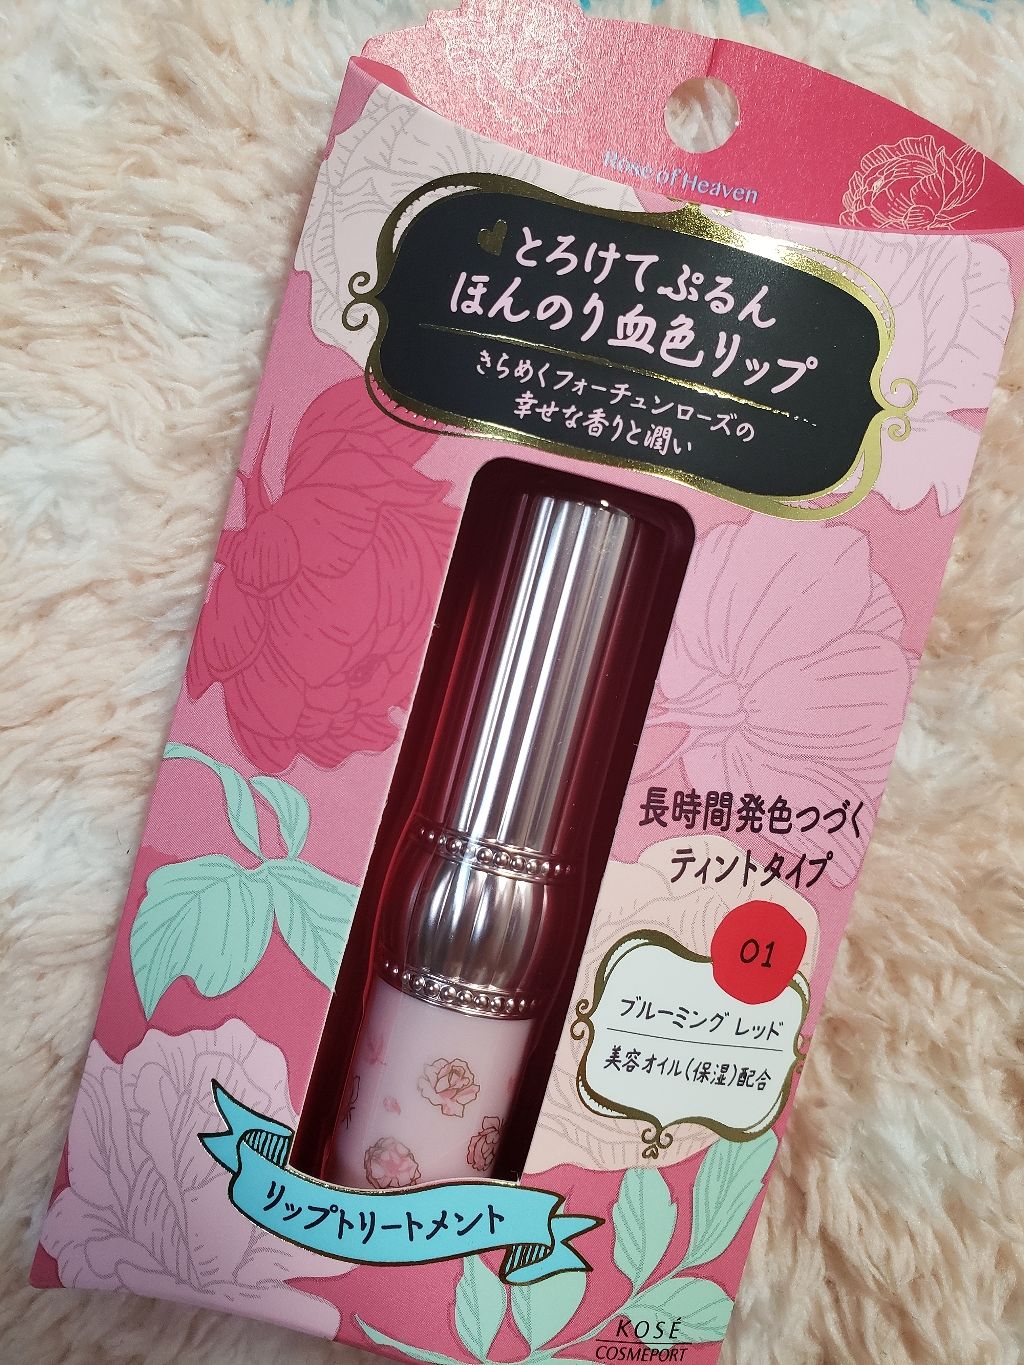 Rose of Heaven
とろけてぷるん
ほんのり血色リップ
きらめくフォーチュンローズの
幸せな香りと潤い
長時間発色つづく
ティントタイプ
01
ブルーミング レッド
美容オイル(保湿)配合
リップトリートメント
KOSÉ
COSMEPORT